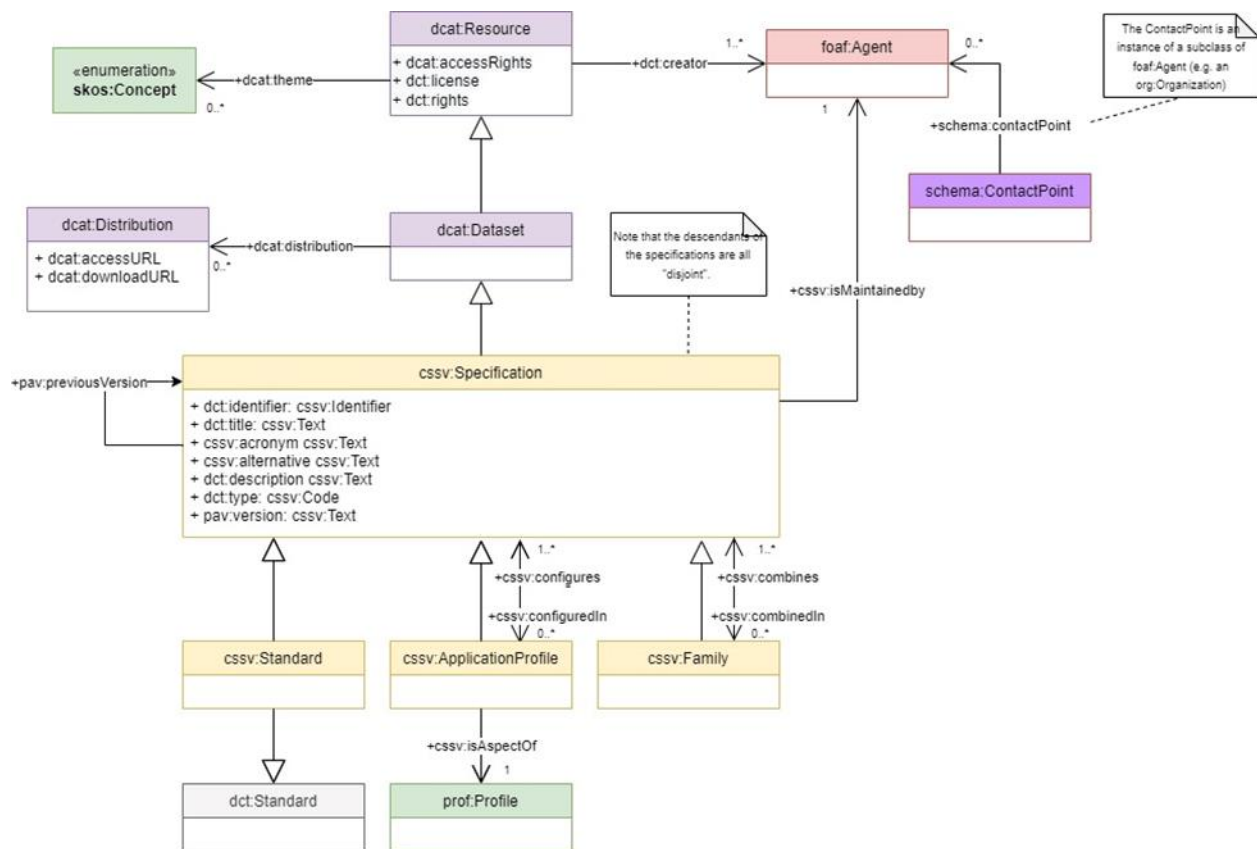 dcat:Resource
+ dcat:accessRights
+ dct:license
+ dct:rights
«enumeration»
skos:Concept
+dcat:theme
0..*
+dct:creator
1..*
foaf:Agent
0..*
1
The ContactPoint is an
instance of a subclass of
foaf:Agent (e.g. an
org:Organization)
+schema:contactPoint
schema:ContactPoint
dcat:Distribution
+ dcat:accessURL
+ dcat:downloadURL
+dcat:distribution
0..*
dcat:Dataset
Note that the descendants of
the specifications are all
"disjoint".
+cssv:isMaintainedby
+pav:previousVersion
cssv:Specification
+ dct:identifier: cssv:Identifier
+ dct:title: cssv:Text
+ cssv:acronym cssv:Text
+ cssv:alternative cssv:Text
+ dct:description cssv:Text
+ dct:type: cssv:Code
+ pav:version: cssv:Text
1..*
+cssv:configures
+cssv:configuredIn
0..*
1..*
+cssv:combines
+cssv:combinedIn
0..*
cssv:Standard
cssv:ApplicationProfile
cssv:Family
+cssv:isAspectOf
1
dct:Standard
prof:Profile